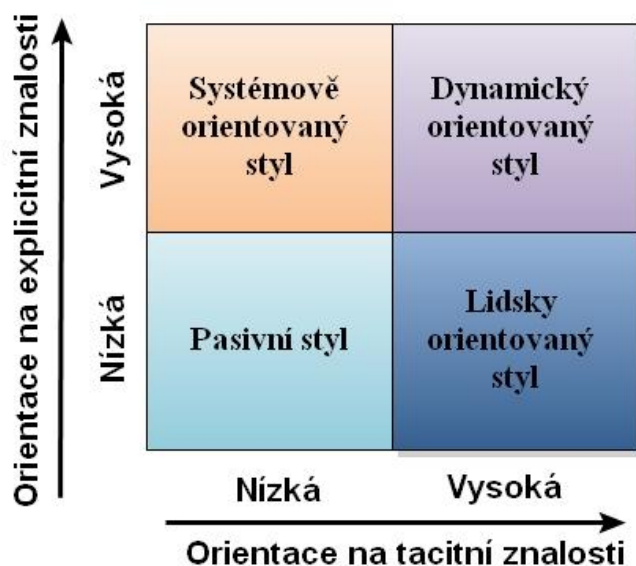 Orientace na explicitní znalosti
Vysoká
Nízká
Systémově
orientovaný
styl
Dynamický
orientovaný
styl
Pasivní styl
Lidsky
orientovaný
styl
Nízká
Vysoká
Orientace na tacitní znalosti